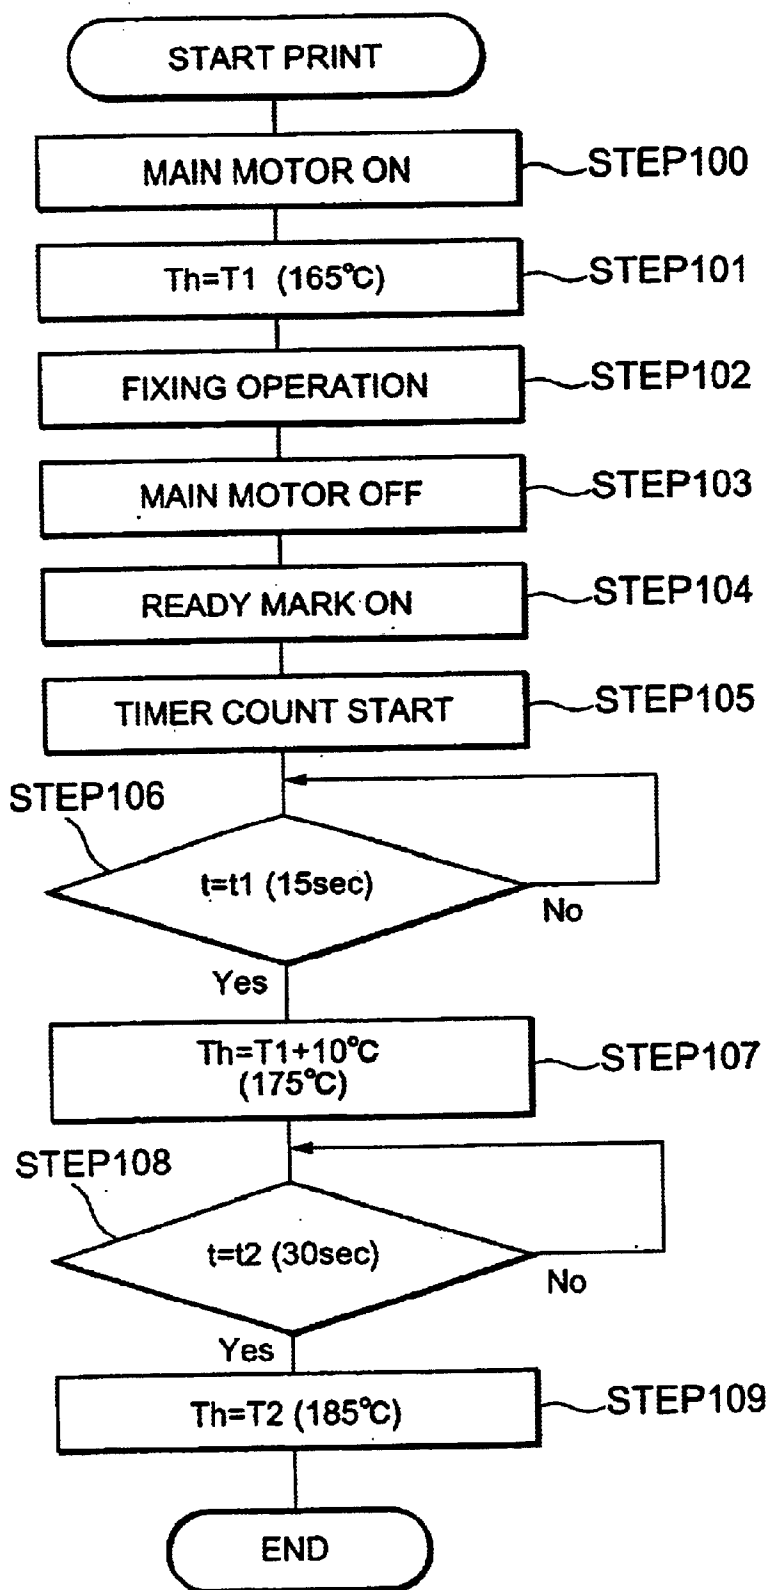 START PRINT
MAIN MOTOR ON
STEP100
Th=T1 (165°C)
STEP101
FIXING OPERATION
STEP102
MAIN MOTOR OFF
STEP103
READY MARK ON
STEP104
TIMER COUNT START
STEP105
STEP106
t=t1 (15sec)
No
Yes
Th=T1+10°C
(175°C)
STEP107
STEP108
t=t2 (30sec)
No
Yes
Th=T2 (185°C)
STEP109
END